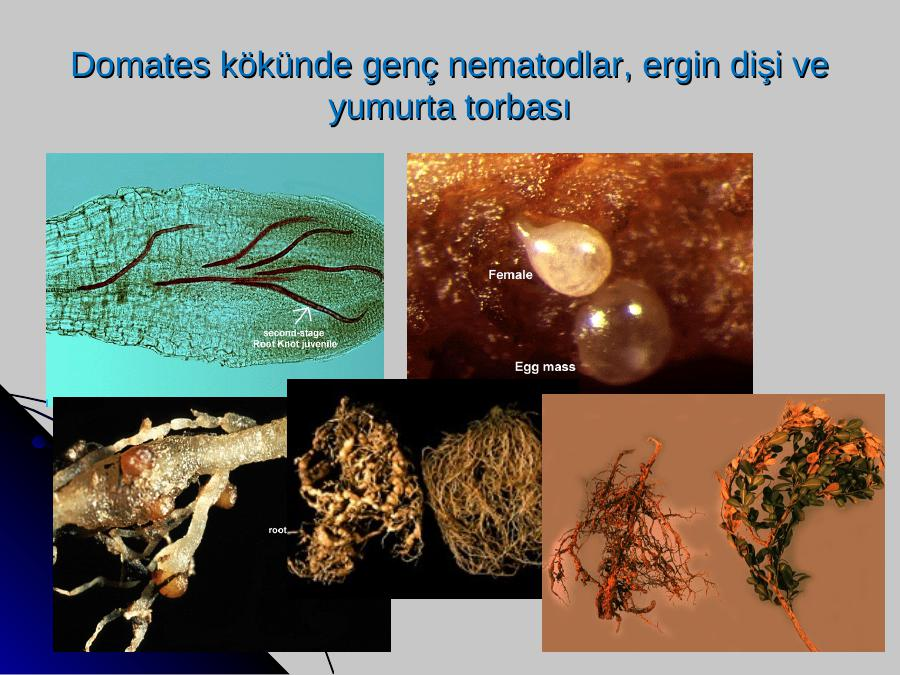 Domates kökünde genç nematodlar, ergin dişi ve
yumurta torbası
second-stage
Root Knot juvenile
Female
Egg mass
root